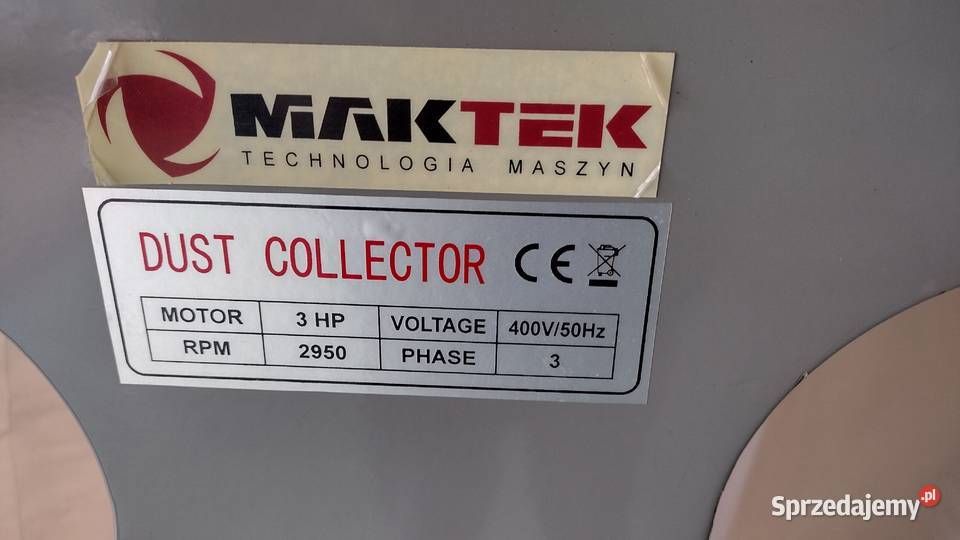 MAKTEK
TECHNOLOGIA MASZYN
DUST COLLECTOR CE
MOTOR 3 HP VOLTAGE 400V/50Hz
RPM 2950 PHASE 3
Sprzedajemy.pl